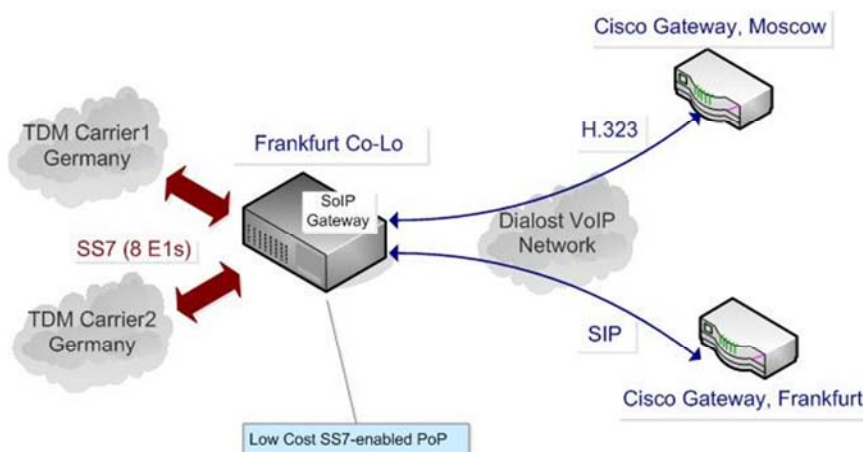 Cisco Gateway, Moscow
TDM Carrier1
Germany
Frankfurt Co-Lo
H.323
SoIP
Gateway
Dialost VoIP
Network
SS7 (8 E1s)
TDM Carrier2
Germany
SIP
Cisco Gateway, Frankfurt
Low Cost SS7-enabled PoP